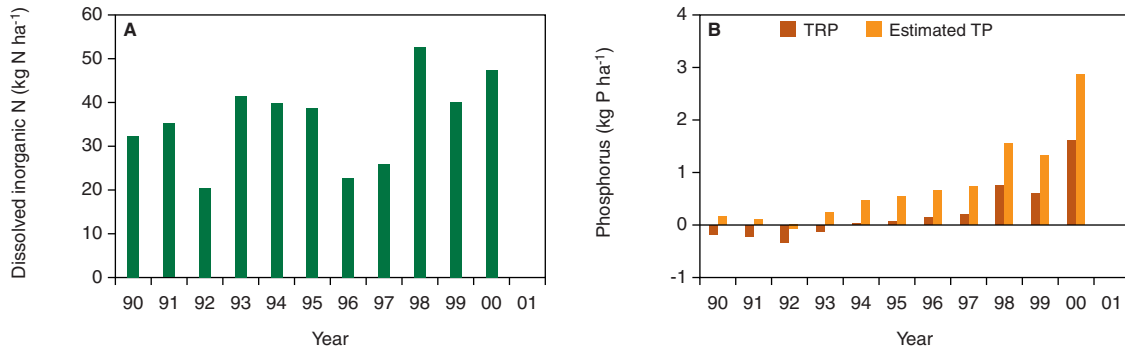 A
Dissolved inorganic N (kg N ha-1)
60
50
40
30
20
10
0
90 91 92 93 94 95 96 97 98 99 00 01
Year
B
TRP Estimated TP
Phosphorus (kg P ha-1)
4
3
2
1
0
-1
90 91 92 93 94 95 96 97 98 99 00 01
Year